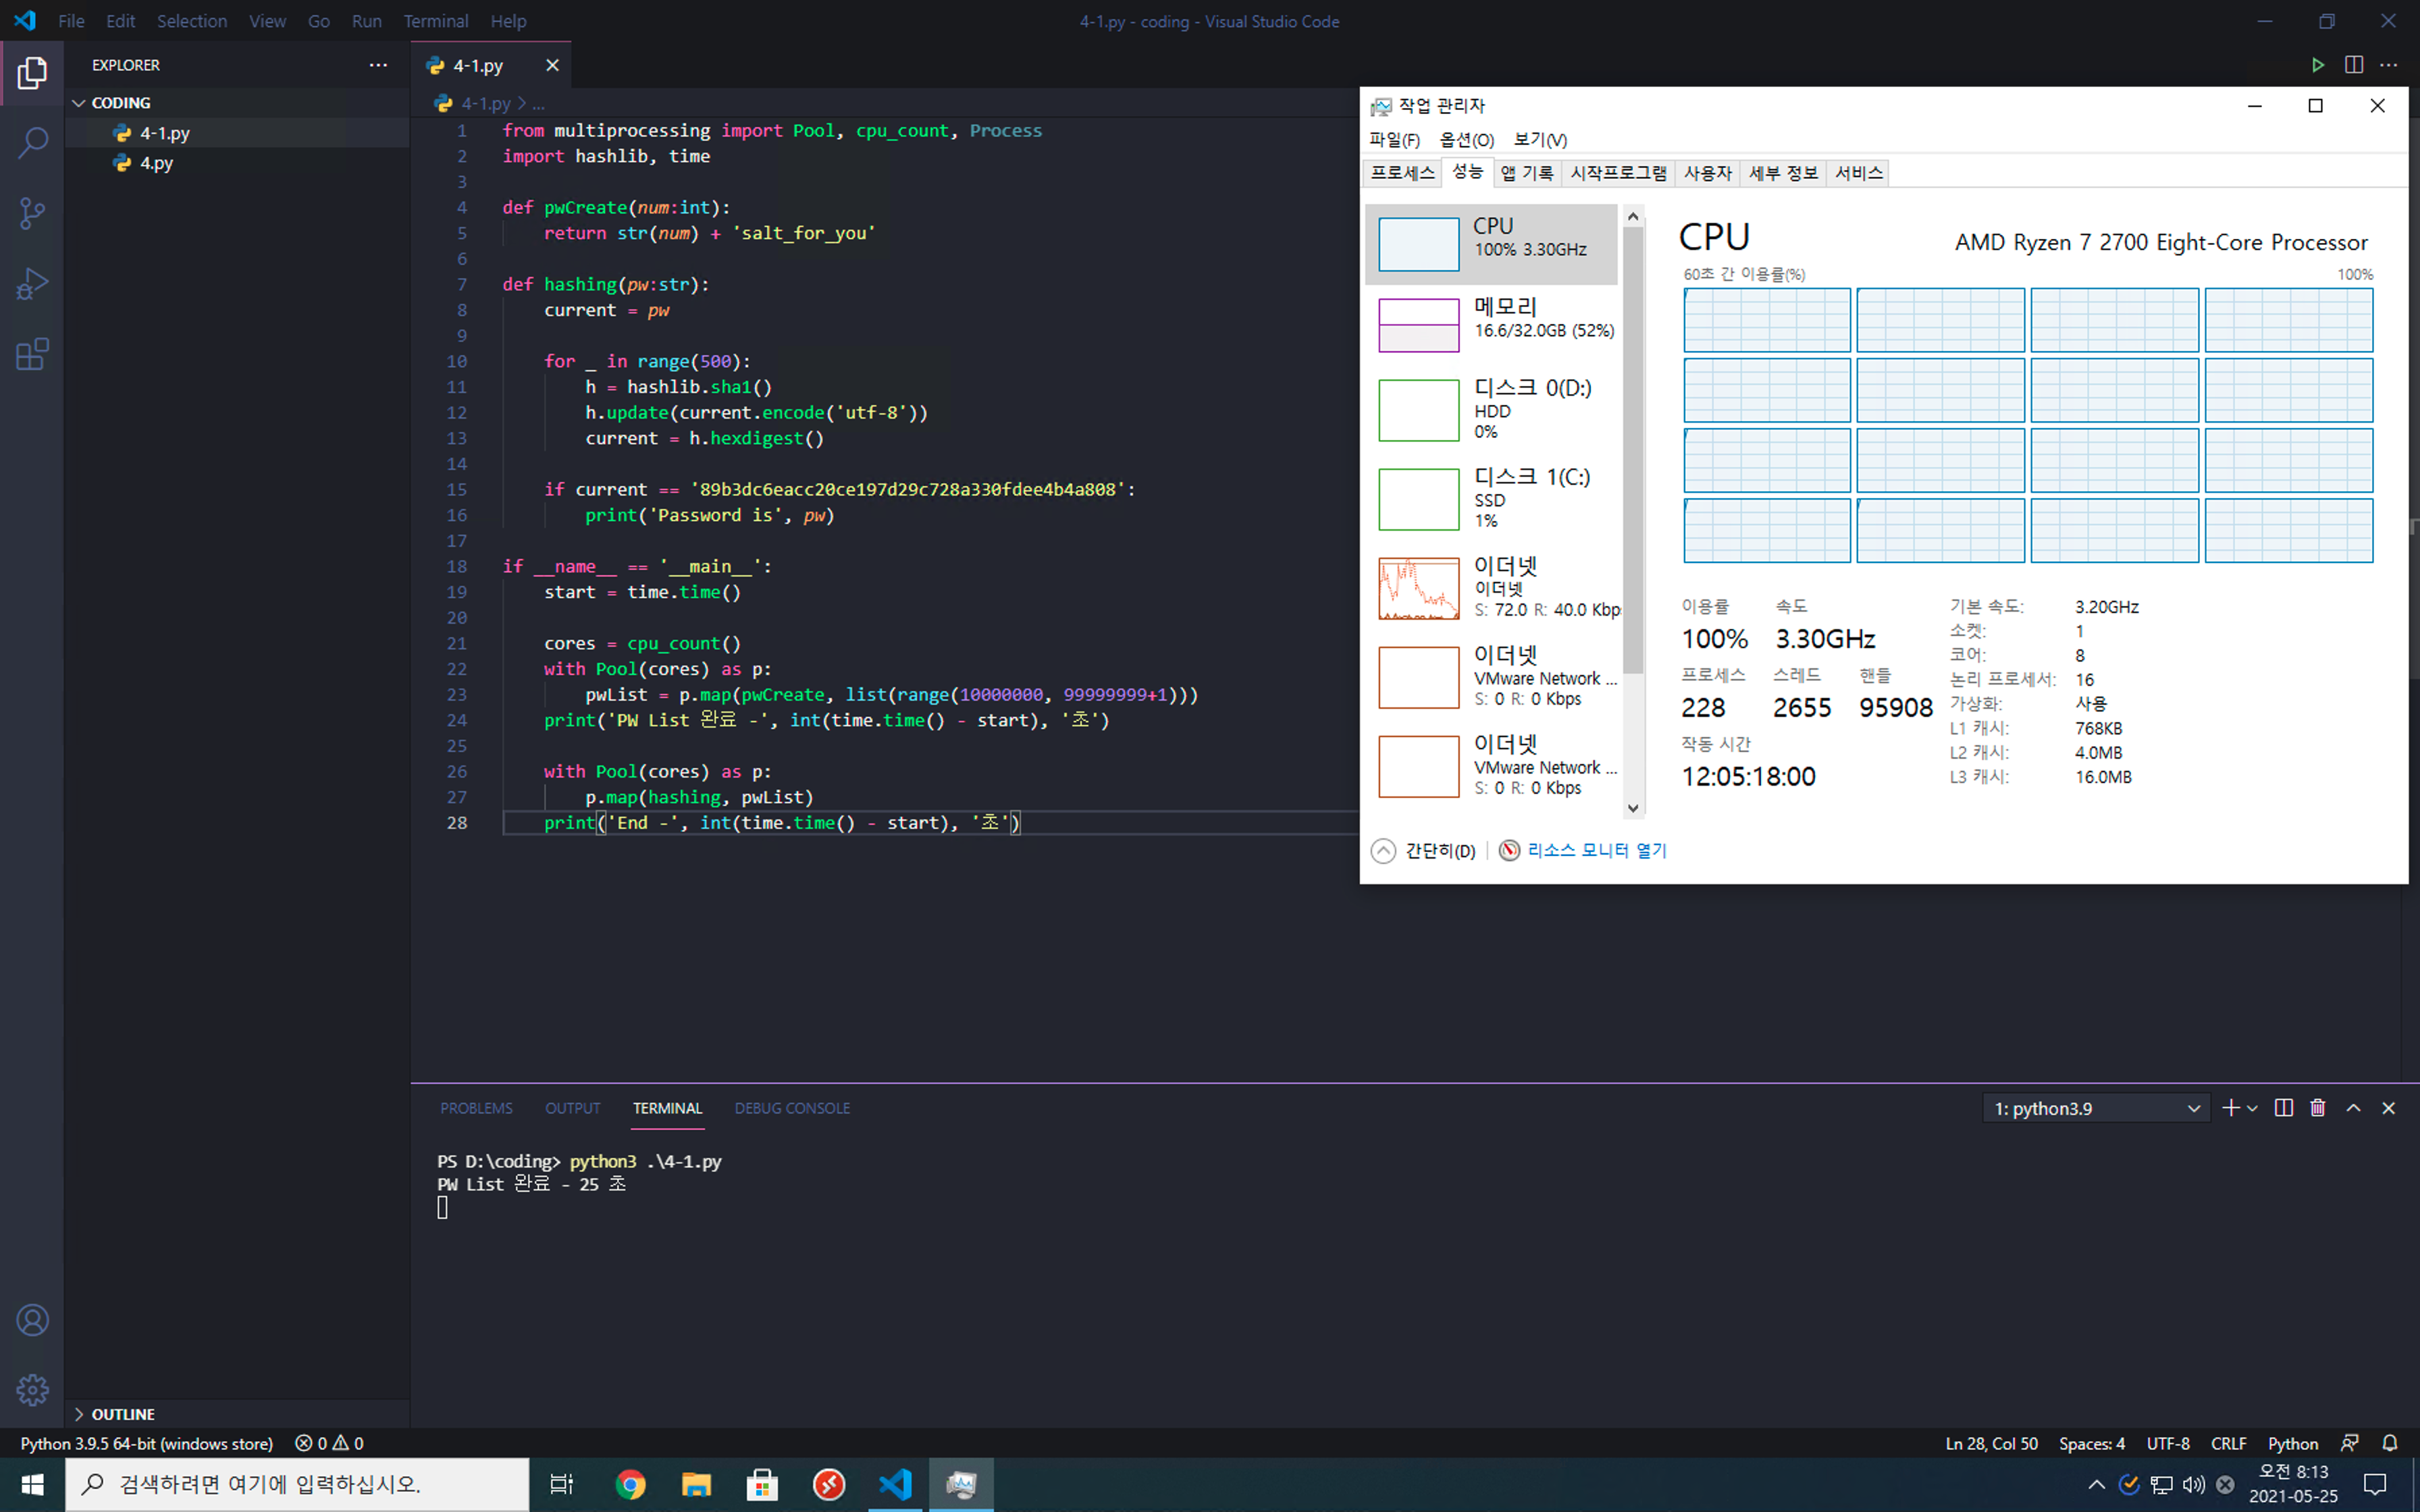 File Edit Selection View Go Run Terminal Help
4-1.py - coding - Visual Studio Code
EXPLORER
CODING
4-1.py
4.py
4-1.py
4-1.py > ...
1 from multiprocessing import Pool, cpu_count, Process
2 import hashlib, time
3
4 def pwCreate(num:int):
5 return str(num) + 'salt_for_you'
6
7 def hashing(pw:str):
8 current = pw
9
10 for _ in range(500):
11 h = hashlib.sha1()
12 h.update(current.encode('utf-8'))
13 current = h.hexdigest()
14
15 if current == '89b3dc6eacc20ce197d29c728a330fdee4b4a808':
16 print('Password is', pw)
17
18 if __name__ == '__main__':
19 start = time.time()
20
21 cores = cpu_count()
22 with Pool(cores) as p:
23 pwList = p.map(pwCreate, list(range(10000000, 99999999+1)))
24 print('PW List 완료 -', int(time.time() - start), '초')
25
26 with Pool(cores) as p:
27 p.map(hashing, pwList)
28 print('End -', int(time.time() - start), '초')
작업 관리자
파일(F) 옵션(O) 보기(V)
프로세스 성능 앱 기록 시작프로그램 사용자 세부 정보 서비스
CPU
100% 3.30GHz
메모리
16.6/32.0GB (52%)
디스크 0(D:)
HDD
0%
디스크 1(C:)
SSD
1%
이더넷
이더넷
S: 72.0 R: 40.0 Kbp
이더넷
VMware Network ...
S: 0 R: 0 Kbps
이더넷
VMware Network ...
S: 0 R: 0 Kbps
CPU
AMD Ryzen 7 2700 Eight-Core Processor
60초 간 이용률(%)
100%
이용률 속도
100% 3.30GHz
프로세스 스레드 핸들
228 2655 95908
작동 시간
12:05:18:00
기본 속도: 3.20GHz
소켓: 1
코어: 8
논리 프로세서: 16
가상화: 사용
L1 캐시: 768KB
L2 캐시: 4.0MB
L3 캐시: 16.0MB
간단히(D)
리소스 모니터 열기
PROBLEMS OUTPUT TERMINAL DEBUG CONSOLE
1: python3.9
PS D:\coding> python3 .\4-1.py
PW List 완료 - 25 초
OUTLINE
Python 3.9.5 64-bit (windows store) 0 0
Ln 28, Col 50 Spaces: 4 UTF-8 CRLF Python
검색하려면 여기에 입력하십시오.
오전 8:13
2021-05-25